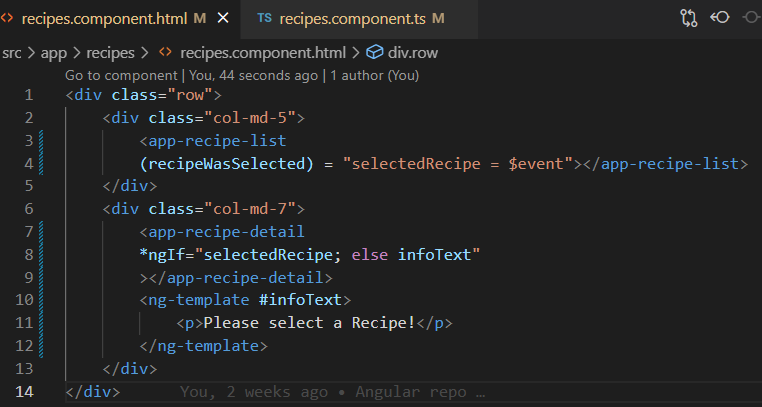 <> recipes.component.html M × TS recipes.component.ts M
src > app > recipes > <> recipes.component.html > div.row
Go to component | You, 44 seconds ago | 1 author (You)
1 <div class="row">
2 <div class="col-md-5">
3 <app-recipe-list
4 (recipeWasSelected) = "selectedRecipe = $event"></app-recipe-list>
5 </div>
6 <div class="col-md-7">
7 <app-recipe-detail
8 *ngIf="selectedRecipe; else infoText"
9 ></app-recipe-detail>
10 <ng-template #infoText>
11 <p>Please select a Recipe!</p>
12 </ng-template>
13 </div>
14 </div> You, 2 weeks ago • Angular repo …